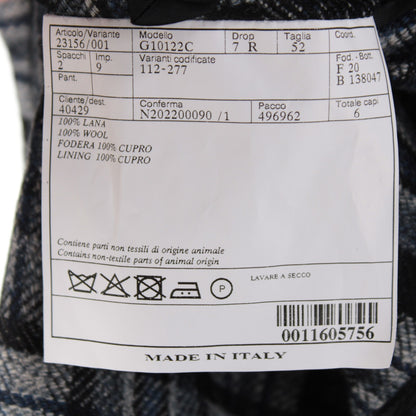 Articolo/Variante Modello Drop Taglia Coord.
23156/001 G10122C 7 R 52
Spacchi Imp. Varianti codificate Fod.-Bott.
2 9 112-277 F 20
Pant. B 138047
Cliente/dest. Conferma Pacco Totale capi
40429 N202200090 /1 496962 6
100% LANA
100% WOOL
FODERA 100% CUPRO
LINING 100% CUPRO
Contiene parti non tessili di origine animale
Contains non-textile parts of animal origin
P
LAVARE A SECCO
0011605756
MADE IN ITALY